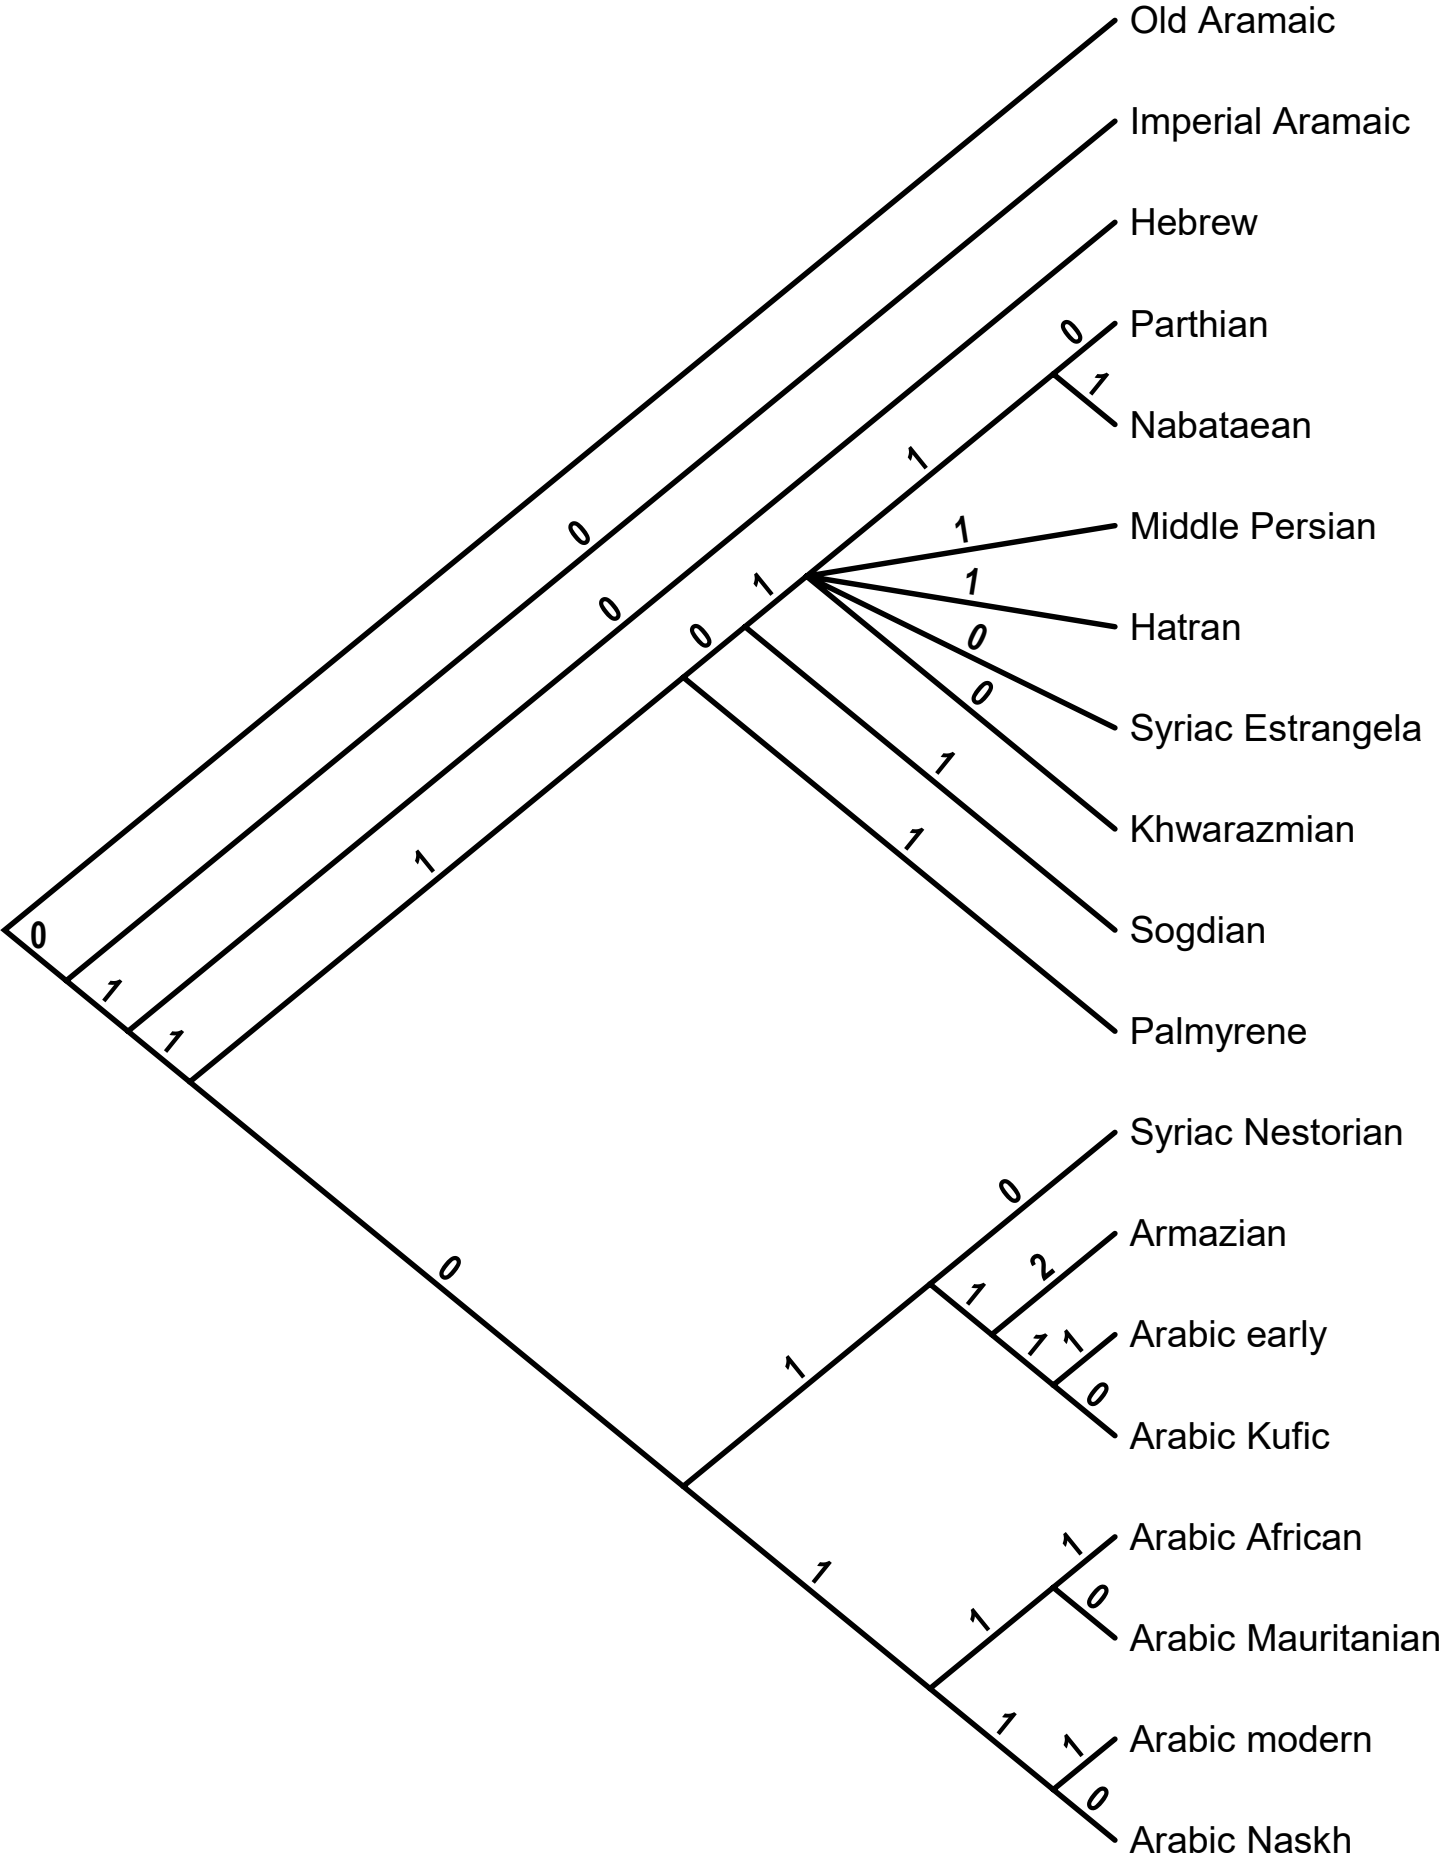 Old Aramaic
Imperial Aramaic
Hebrew
0 Parthian
1 Nabataean
1
1 Middle Persian
0
1 Hatran
1
0
0 Syriac Estrangela
0
0 Khwarazmian
1 Sogdian
1
1 Palmyrene
0
1
1
Syriac Nestorian
0
2 Armazian
0
1
1 1 Arabic early
1
0 Arabic Kufic
1 Arabic African
1
0
1 Arabic Mauritanian
1
1 Arabic modern
0
Arabic Naskh